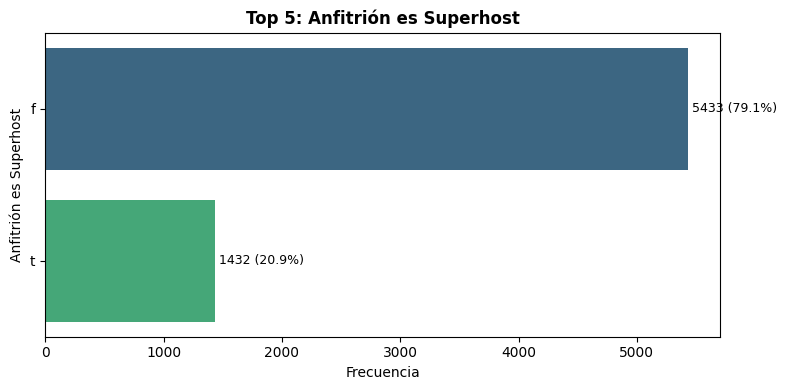 Top 5: Anfitrión es Superhost
Anfitrión es Superhost
f
5433 (79.1%)
t
1432 (20.9%)
0 1000 2000 3000 4000 5000
Frecuencia